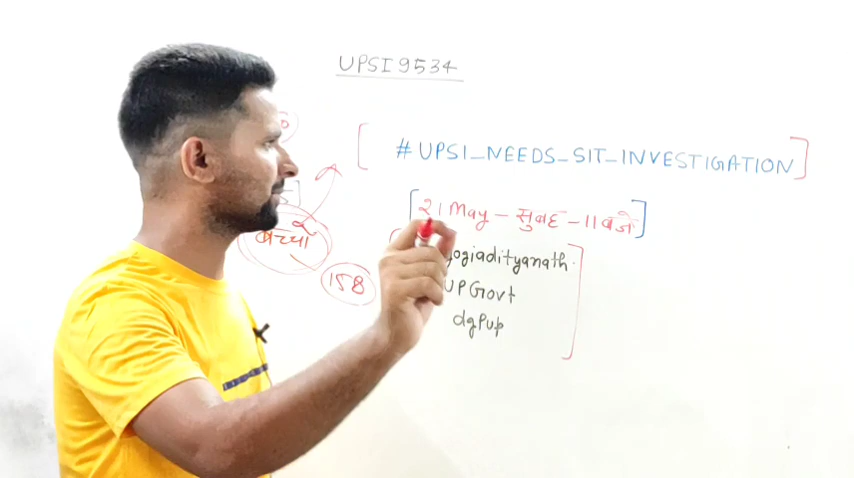 UPSI 9534
#UPSI_NEEDS_SIT_INVESTIGATION
21 May - सुबह - 11 बजे
बच्चा
158
yogiadityanath
UPGovt
dgPup